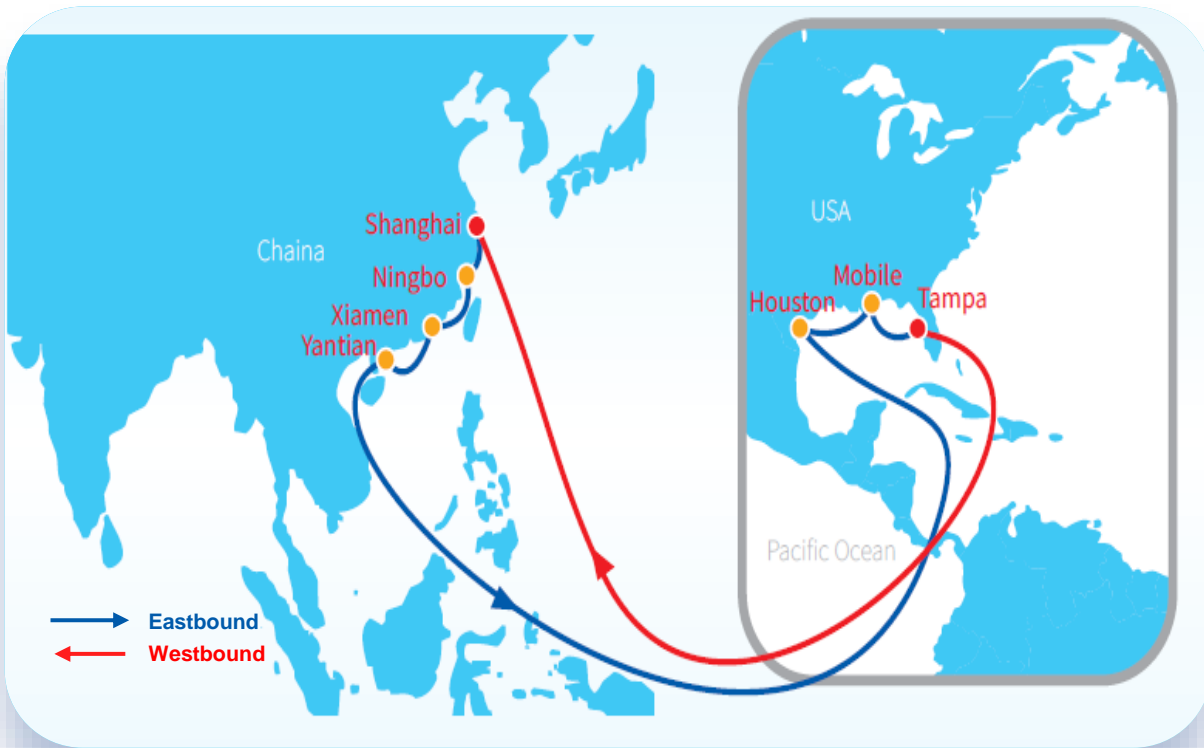 Chaina
Shanghai
Ningbo
Xiamen
Yantian
USA
Mobile
Houston
Tampa
Pacific Ocean
Eastbound
Westbound